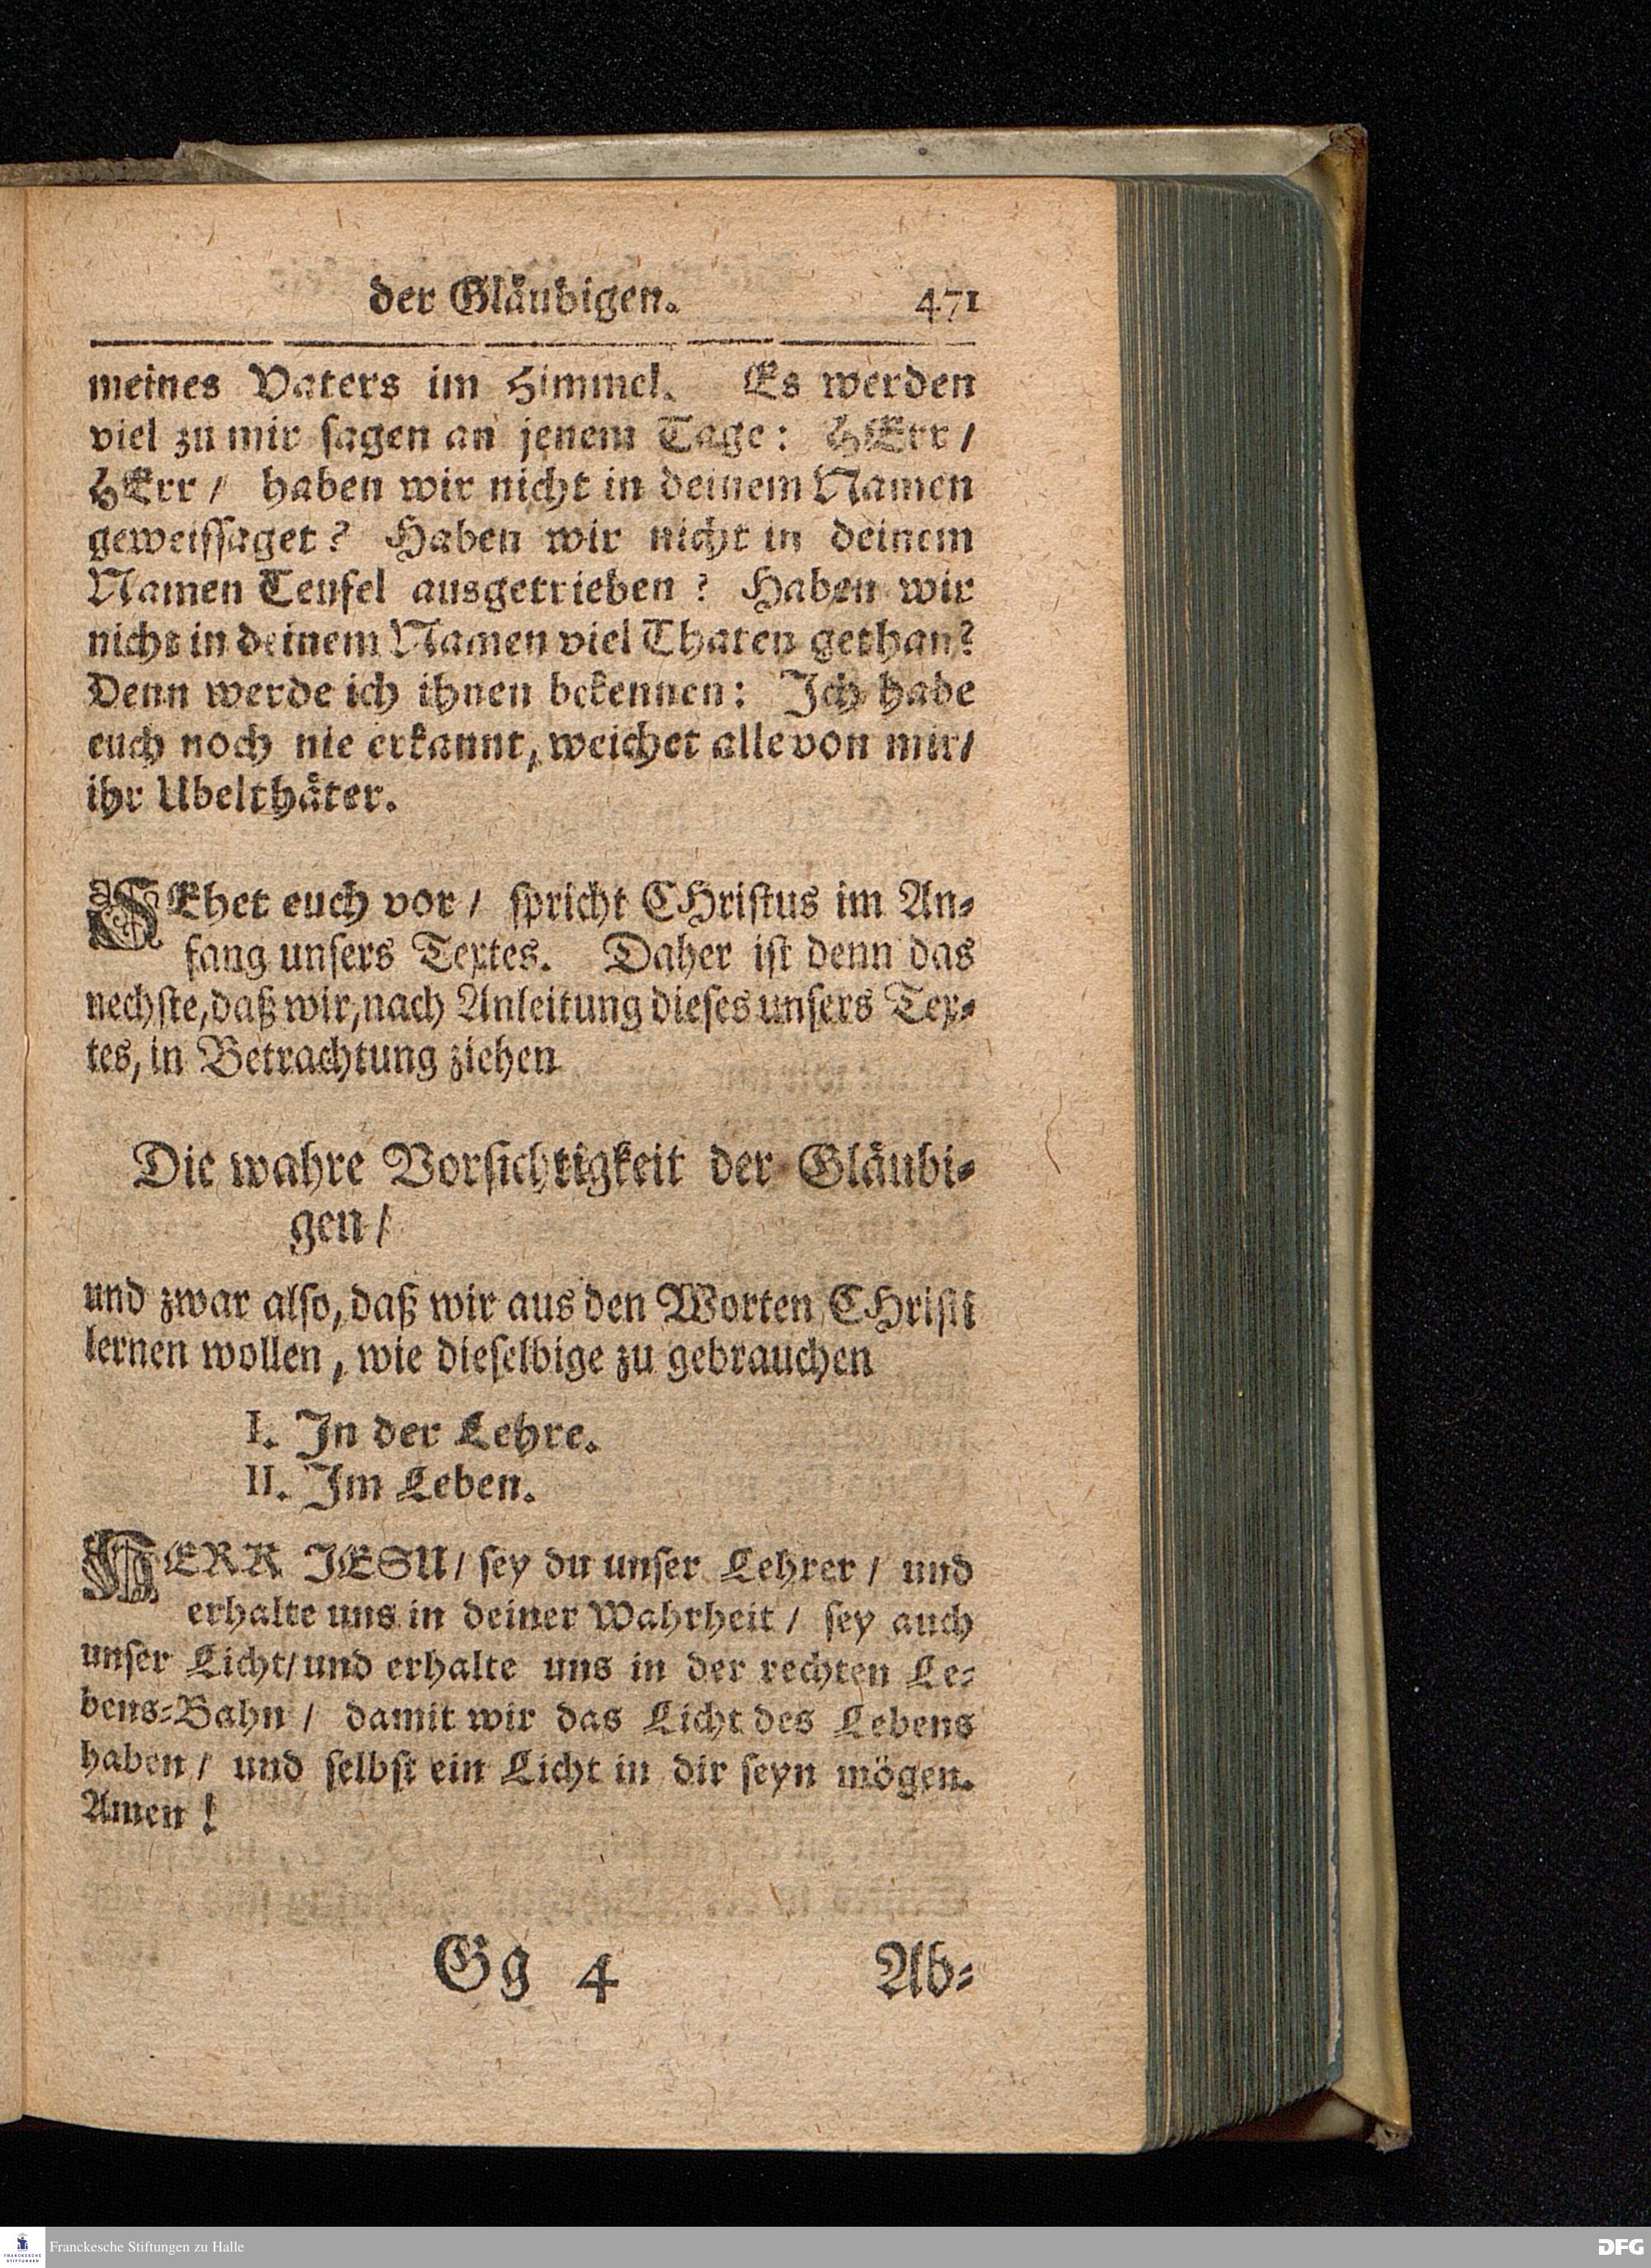 der Gläubigen. 471
meines Vaters im Himmel. Es werden
viel zu mir sagen an jenem Tage: HErr /
HErr / haben wir nicht in deinem Namen
geweissaget? Haben wir nicht in deinem
Namen Teufel ausgetrieben? Haben wir
nicht in deinem Namen viel Thaten gethan?
Denn werde ich ihnen bekennen: Ich habe
euch noch nie erkannt, weichet alle von mir/
ihr Ubelthäter.
SEhet euch vor / spricht CHristus im An-
fang unsers Textes. Daher ist denn das
nechste, daß wir, nach Anleitung dieses unsers Tex-
tes, in Betrachtung ziehen
Die wahre Vorsichtigkeit der Gläubi-
gen /
und zwar also, daß wir aus den Worten CHristi
lernen wollen, wie dieselbige zu gebrauchen
I. In der Lehre.
II. Im Leben.
HERR JESU / sey du unser Lehrer / und
erhalte uns in deiner Wahrheit / sey auch
unser Licht / und erhalte uns in der rechten Le-
bens-Bahn / damit wir das Licht des Lebens
haben / und selbst ein Licht in dir seyn mögen.
Amen!
Gg 4 Ab-
FRANCKESCHE STIFTUNGEN Franckesche Stiftungen zu Halle DFG